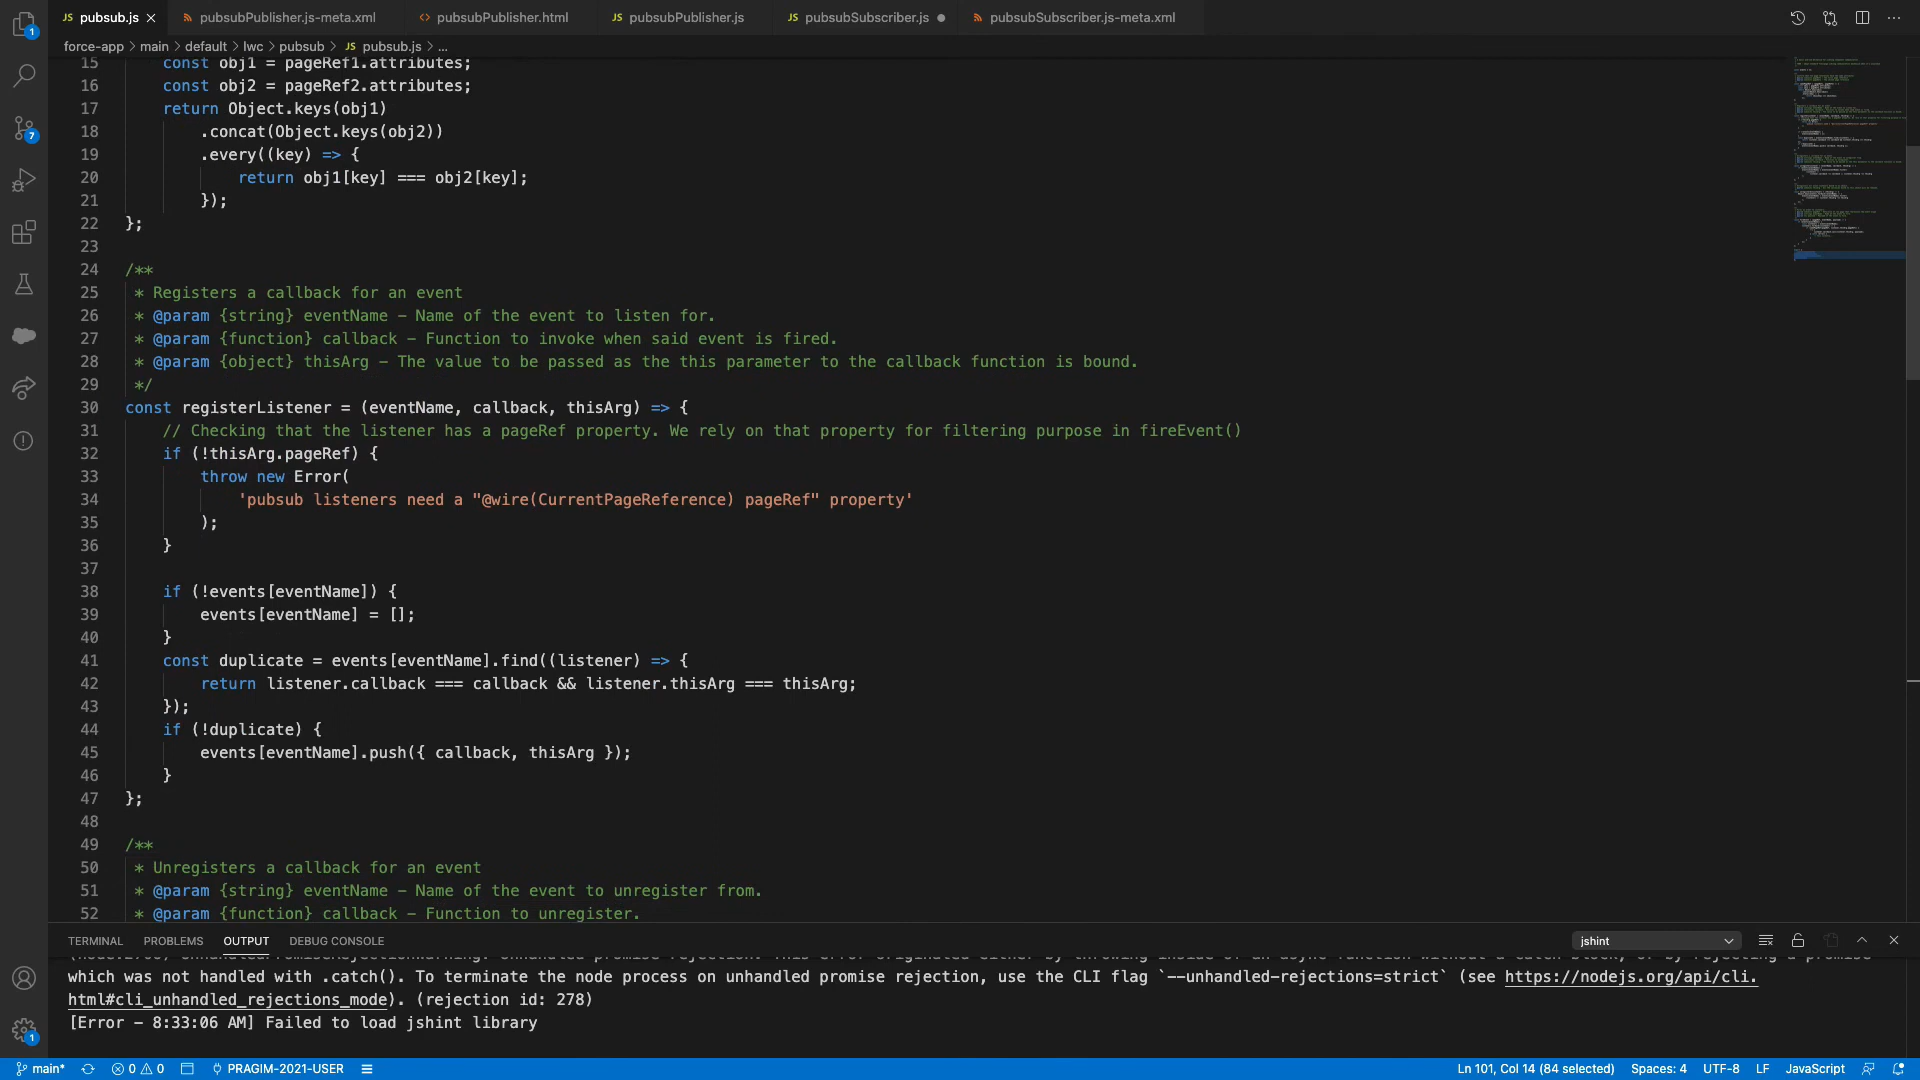 1
JS pubsub.js
pubsubPublisher.js-meta.xml
<> pubsubPublisher.html
JS pubsubPublisher.js
JS pubsubSubscriber.js
pubsubSubscriber.js-meta.xml
force-app > main > default > lwc > pubsub > JS pubsub.js > ...
7
1
15 const obj1 = pageRef1.attributes;
16 const obj2 = pageRef2.attributes;
17 return Object.keys(obj1)
18 .concat(Object.keys(obj2))
19 .every((key) => {
20 return obj1[key] === obj2[key];
21 });
22 };
23
24 /**
25 * Registers a callback for an event
26 * @param {string} eventName - Name of the event to listen for.
27 * @param {function} callback - Function to invoke when said event is fired.
28 * @param {object} thisArg - The value to be passed as the this parameter to the callback function is bound.
29 */
30 const registerListener = (eventName, callback, thisArg) => {
31 // Checking that the listener has a pageRef property. We rely on that property for filtering purpose in fireEvent()
32 if (!thisArg.pageRef) {
33 throw new Error(
34 'pubsub listeners need a "@wire(CurrentPageReference) pageRef" property'
35 );
36 }
37
38 if (!events[eventName]) {
39 events[eventName] = [];
40 }
41 const duplicate = events[eventName].find((listener) => {
42 return listener.callback === callback && listener.thisArg === thisArg;
43 });
44 if (!duplicate) {
45 events[eventName].push({ callback, thisArg });
46 }
47 };
48
49 /**
50 * Unregisters a callback for an event
51 * @param {string} eventName - Name of the event to unregister from.
52 * @param {function} callback - Function to unregister.
TERMINAL PROBLEMS OUTPUT DEBUG CONSOLE jshint
which was not handled with .catch(). To terminate the node process on unhandled promise rejection, use the CLI flag `--unhandled-rejections=strict` (see https://nodejs.org/api/cli.
html#cli_unhandled_rejections_mode). (rejection id: 278)
[Error - 8:33:06 AM] Failed to load jshint library
main* 0 0 PRAGIM-2021-USER Ln 101, Col 14 (84 selected) Spaces: 4 UTF-8 LF JavaScript